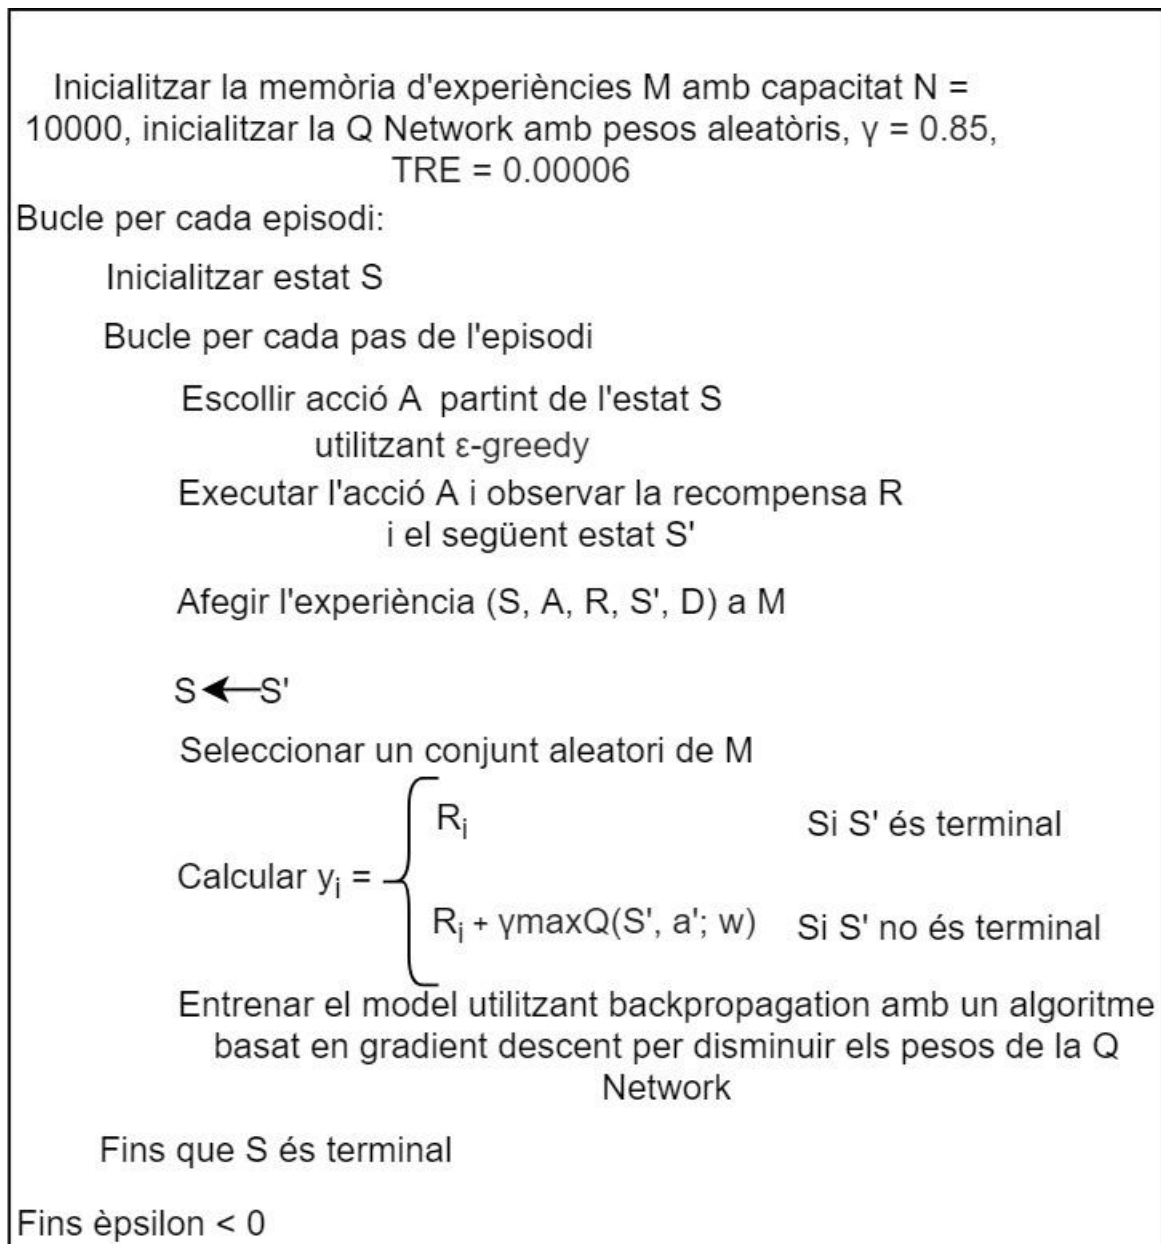 Inicialitzar la memòria d'experiències M amb capacitat N =
10000, inicialitzar la Q Network amb pesos aleatòris, γ = 0.85,
TRE = 0.00006
Bucle per cada episodi:
Inicialitzar estat S
Bucle per cada pas de l'episodi
Escollir acció A partint de l'estat S
utilitzant ε-greedy
Executar l'acció A i observar la recompensa R
i el següent estat S'
Afegir l'experiència (S, A, R, S', D) a M
S ← S'
Seleccionar un conjunt aleatori de M
R_i Si S' és terminal
Calcular y_i =
R_i + γmaxQ(S', a'; w) Si S' no és terminal
Entrenar el model utilitzant backpropagation amb un algoritme
basat en gradient descent per disminuir els pesos de la Q
Network
Fins que S és terminal
Fins èpsilon < 0